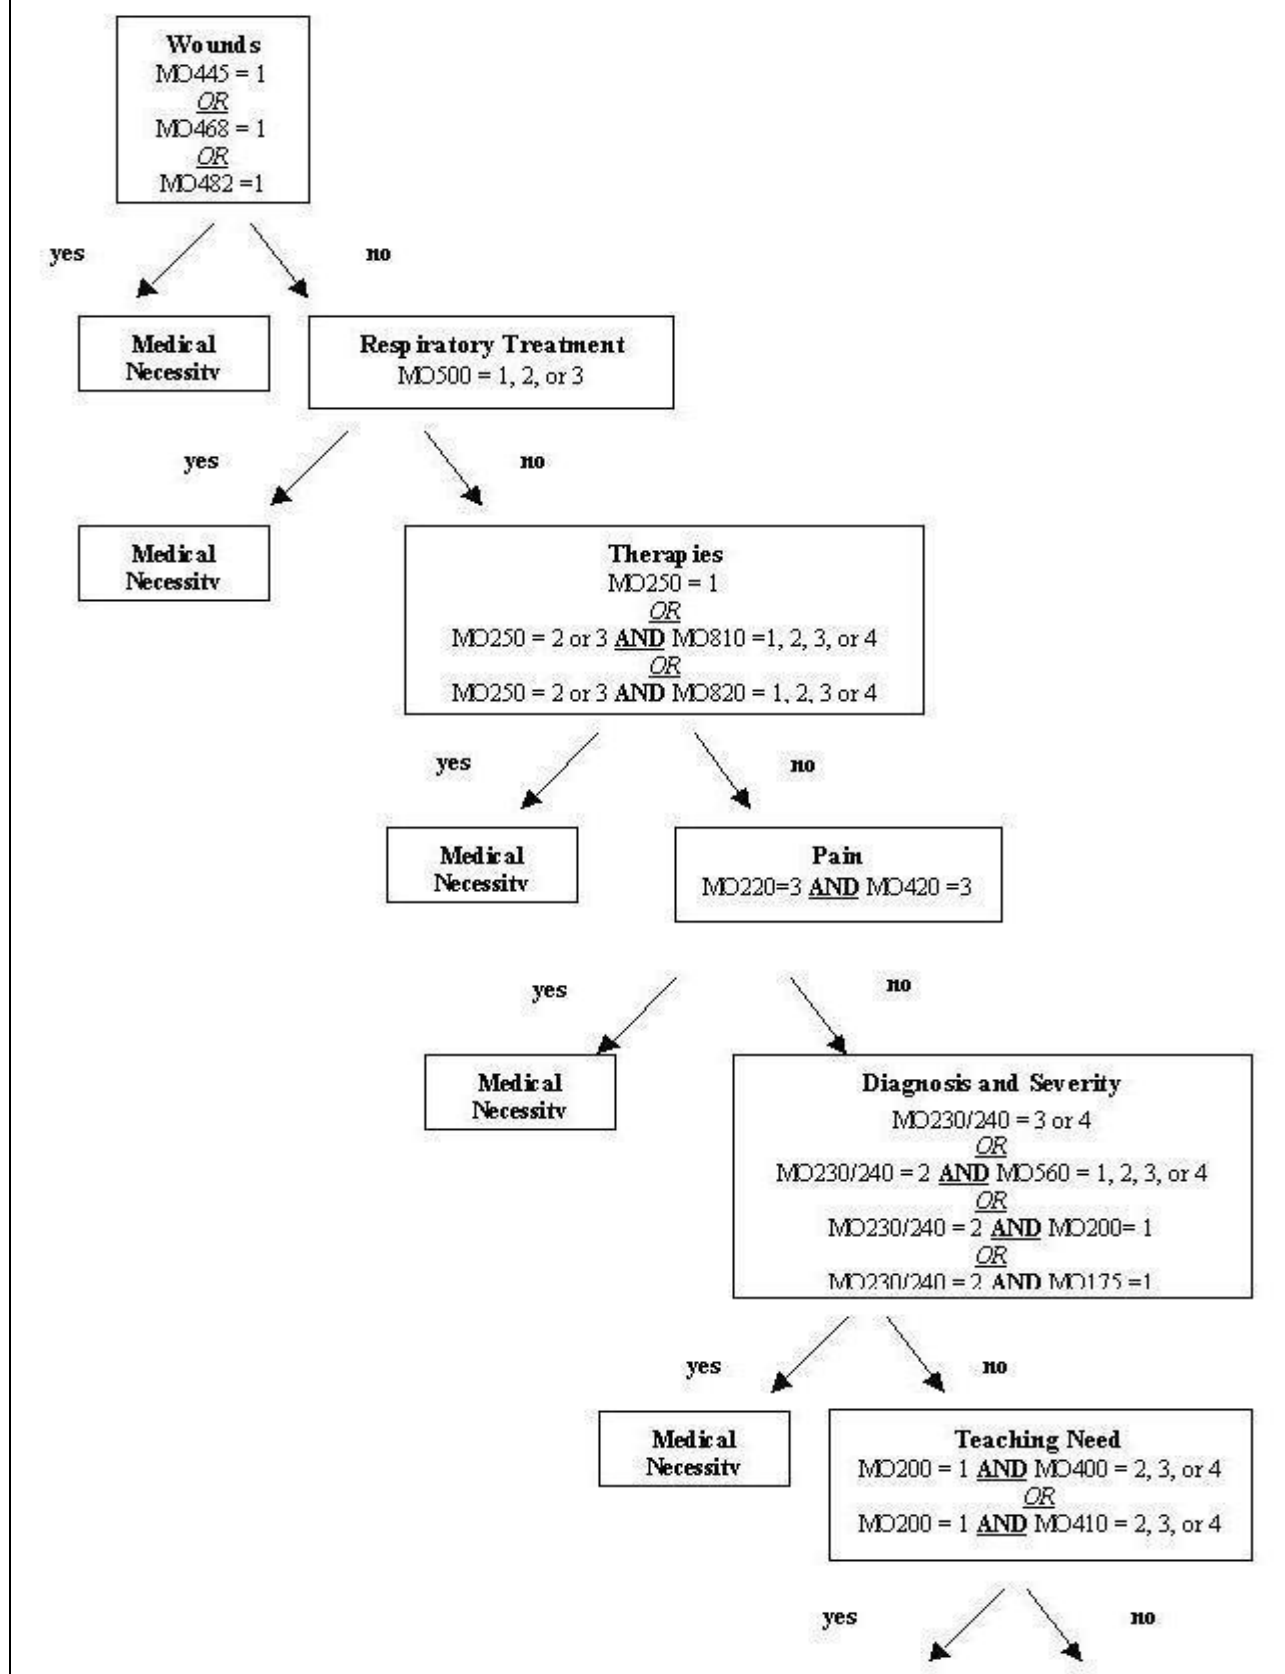 Wounds
MO445 = 1
OR
MO468 = 1
OR
MO482 =1
yes
no
Medical
Necessity
Respiratory Treatment
MO500 = 1, 2, or 3
yes
no
Medical
Necessity
Therapies
MO250 = 1
OR
MO250 = 2 or 3 AND MO810 =1, 2, 3, or 4
OR
MO250 = 2 or 3 AND MO820 = 1, 2, 3 or 4
yes
no
Medical
Necessity
Pain
MO220=3 AND MO420 =3
yes
no
Medical
Necessity
Diagnosis and Severity
MO230/240 = 3 or 4
OR
MO230/240 = 2 AND MO560 = 1, 2, 3, or 4
OR
MO230/240 = 2 AND MO200= 1
OR
MO230/240 = 2 AND MO175 =1
yes
no
Medical
Necessity
Teaching Need
MO200 = 1 AND MO400 = 2, 3, or 4
OR
MO200 = 1 AND MO410 = 2, 3, or 4
yes
no